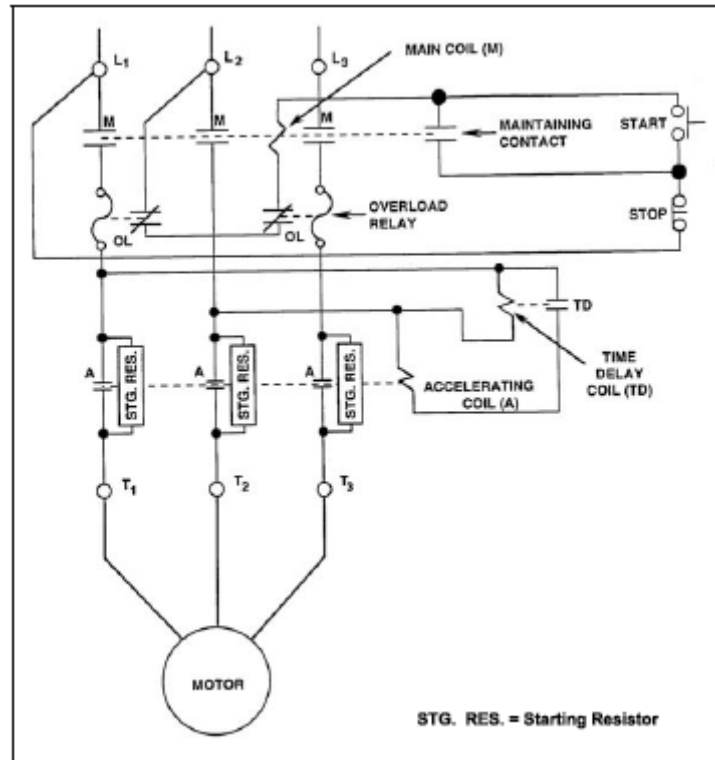 L1
L2
L3
MAIN COIL (M)
M
M
M
MAINTAINING
CONTACT
START
OVERLOAD
RELAY
STOP
OL
OL
TD
TIME
DELAY
COIL (TD)
A
STG. RES.
A
STG. RES.
A
STG. RES.
ACCELERATING
COIL (A)
T1
T2
T3
MOTOR
STG. RES. = Starting Resistor